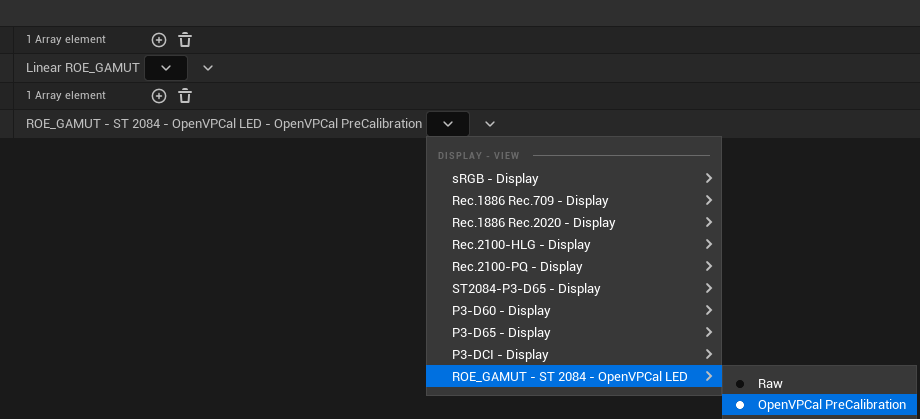 1 Array element
Linear ROE_GAMUT
1 Array element
ROE_GAMUT - ST 2084 - OpenVPCal LED - OpenVPCal PreCalibration
DISPLAY - VIEW
sRGB - Display
Rec.1886 Rec.709 - Display
Rec.1886 Rec.2020 - Display
Rec.2100-HLG - Display
Rec.2100-PQ - Display
ST2084-P3-D65 - Display
P3-D60 - Display
P3-D65 - Display
P3-DCI - Display
ROE_GAMUT - ST 2084 - OpenVPCal LED
Raw
OpenVPCal PreCalibration